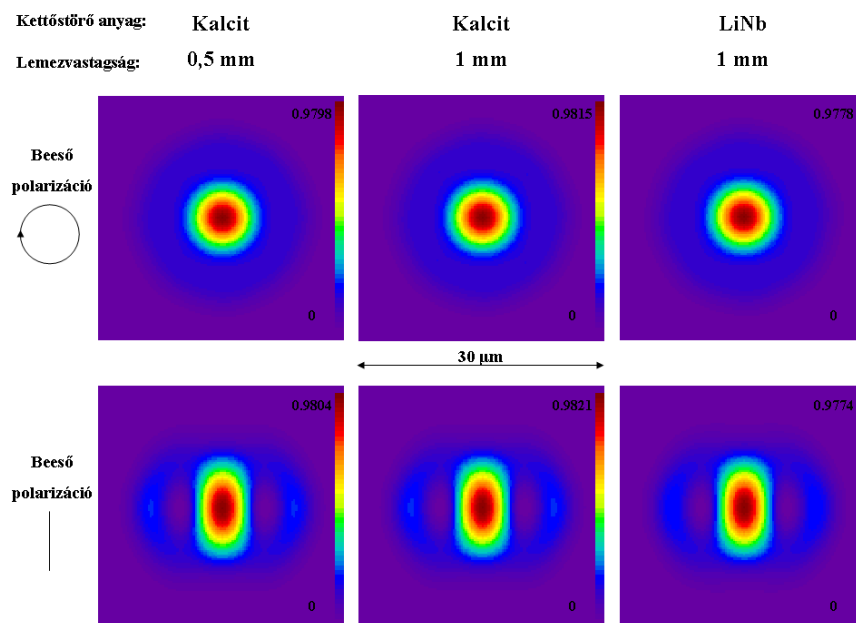 Kettőstörő anyag: Kalcit Kalcit LiNb
Lemezvastagság: 0,5 mm 1 mm 1 mm
0.9798 0.9815 0.9778
Beeső
polarizáció
0 0 0
30 μm
0.9804 0.9821 0.9774
Beeső
polarizáció
0 0 0